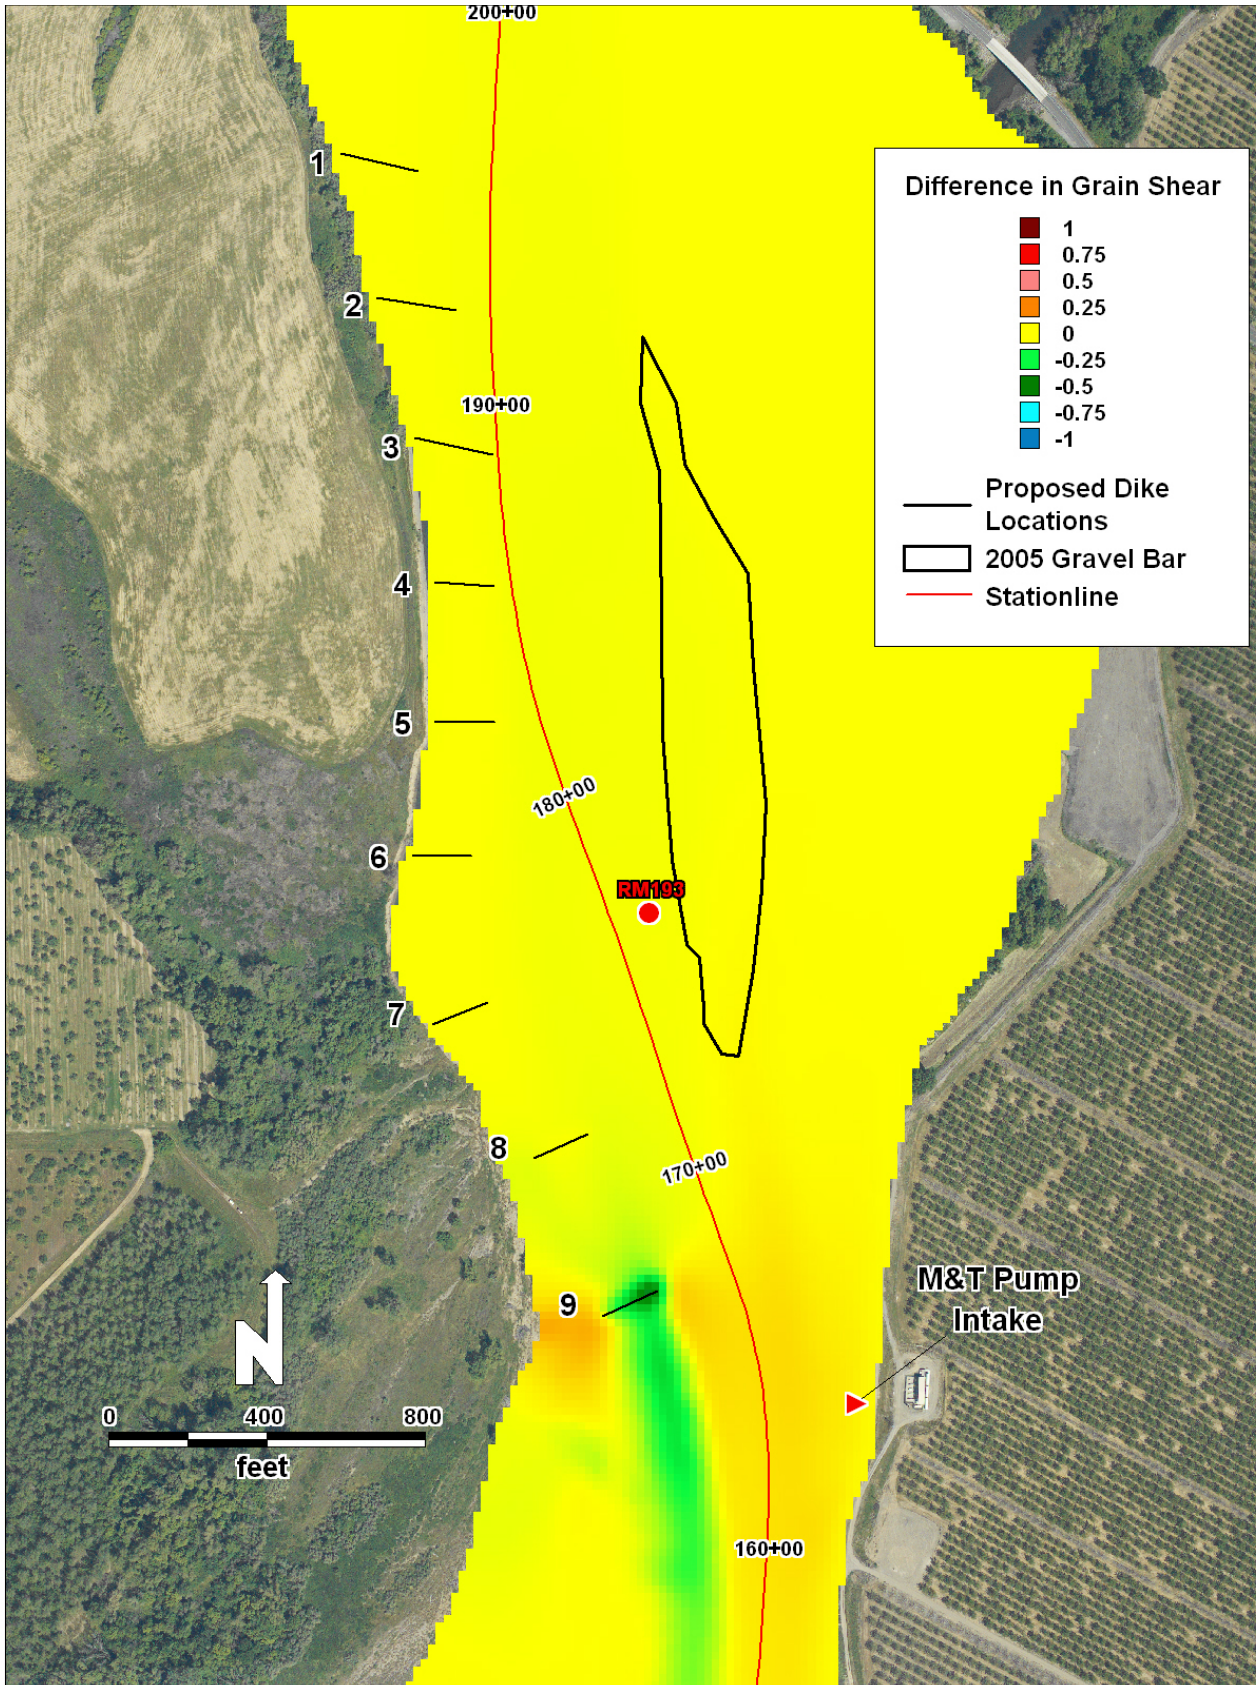 200+00
1
Difference in Grain Shear
1
0.75
0.5
0.25
0
-0.25
-0.5
-0.75
-1
Proposed Dike
Locations
2005 Gravel Bar
Stationline
2
190+00
3
4
5
180+00
6
RM193
7
8
170+00
9
M&T Pump
Intake
N
0 400 800
feet
160+00